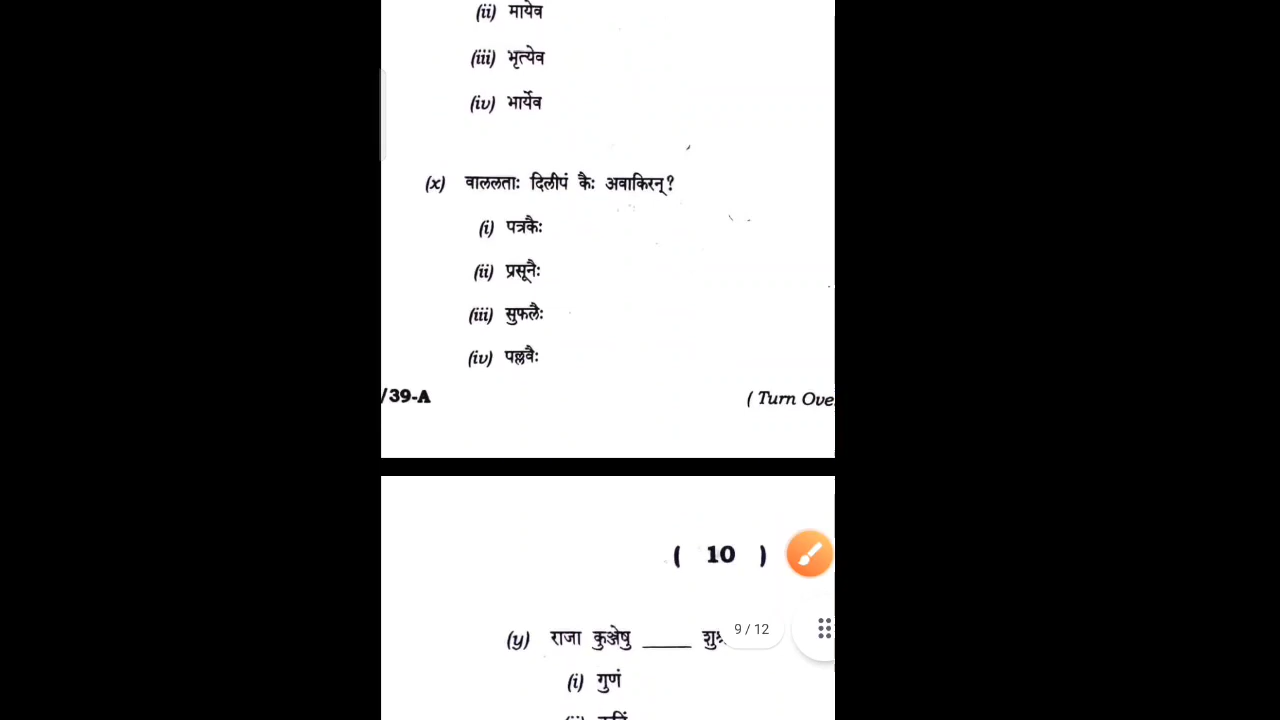 (ii) मायेव
(iii) भृत्येव
(iv) भार्येव
(x) वाललताः दिलीपं कैः अवाकिरन्?
(i) पत्रकैः
(ii) प्रसूनैः
(iii) सुफलैः
(iv) पल्लवैः
/39-A
( Turn Ove
( 10 )
(y) राजा कुञ्जेषु _____
9 / 12
(i) गुणं